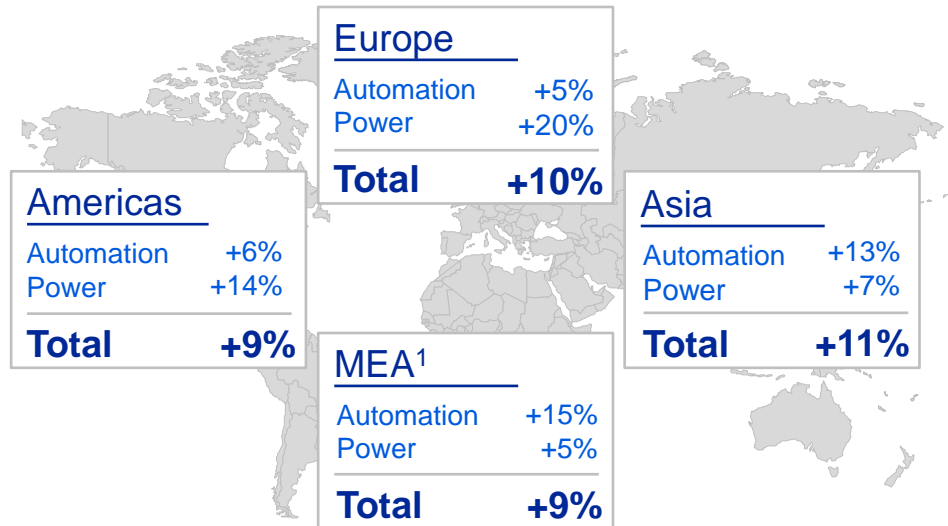 Europe
Automation +5%
Power +20%
Total +10%
Americas
Automation +6%
Power +14%
Total +9%
Asia
Automation +13%
Power +7%
Total +11%
MEA¹
Automation +15%
Power +5%
Total +9%